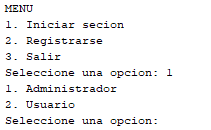 MENU
1. Iniciar secion
2. Registrarse
3. Salir
Seleccione una opcion: 1
1. Administrador
2. Usuario
Seleccione una opcion: